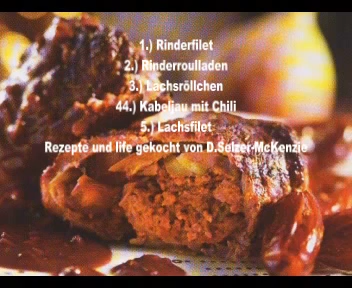 1.) Rinderfilet
2.) Rinderroulladen
3.) Lachsröllchen
44.) Kabeljau mit Chili
5.) Lachsfilet
Rezepte und life gekocht von D.Selzer-McKenzie